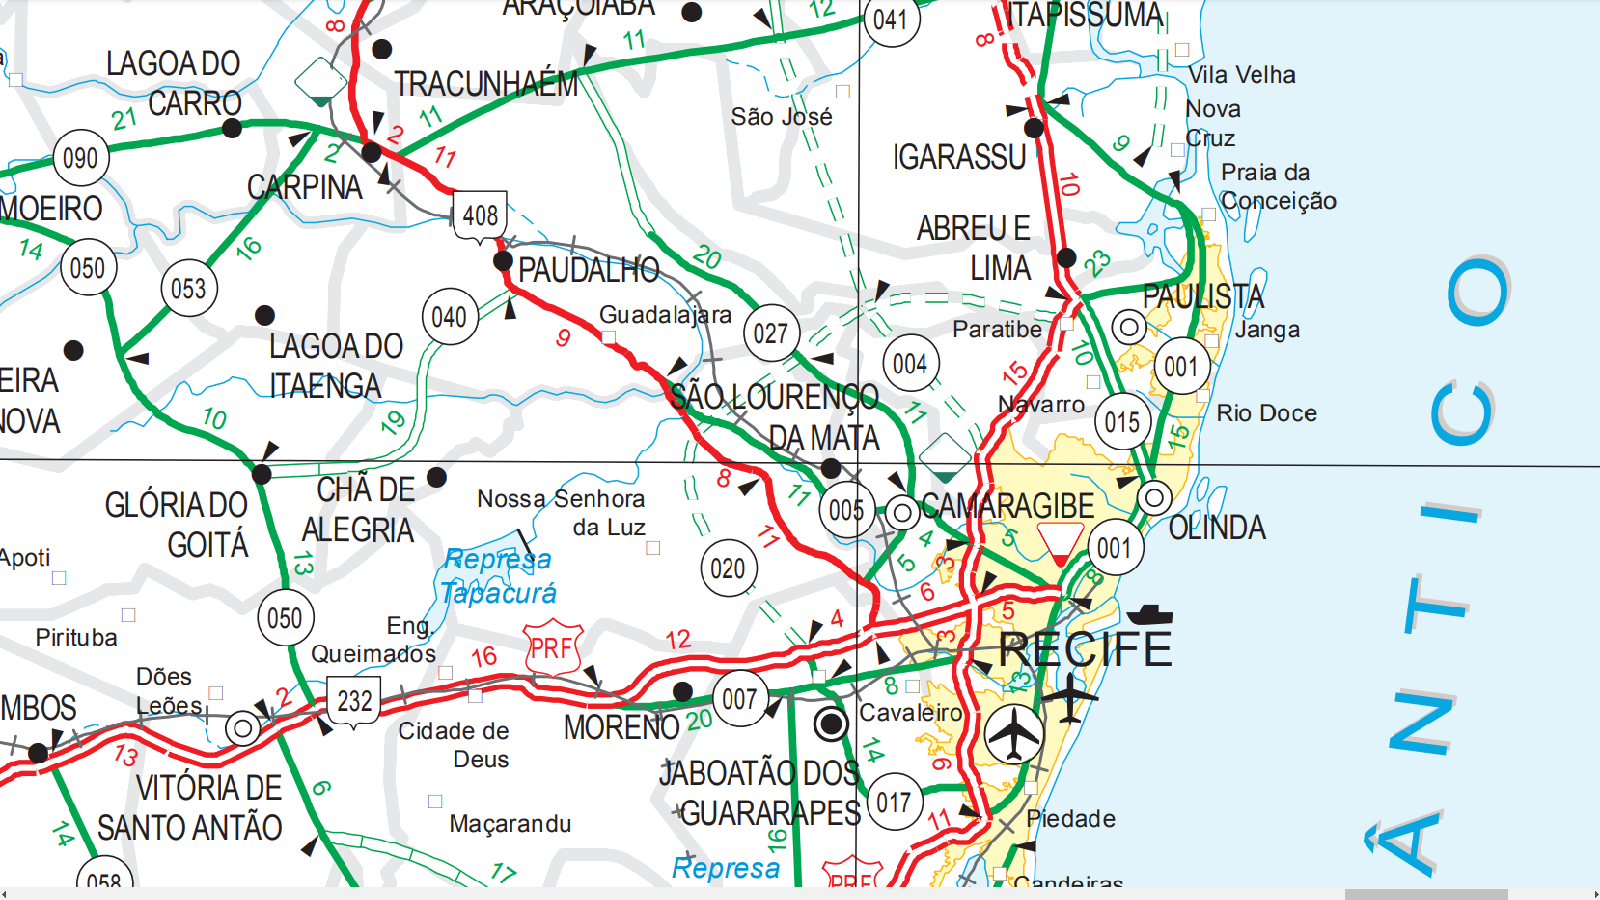 ARAÇOIABA
12
041
ITAPISSUMA
8
8
11
LAGOA DO
CARRO
TRACUNHAÉM
Vila Velha
Nova
Cruz
São José
21
11
2
090
2
11
9
IGARASSU
CARPINA
10
Praia da
Conceição
MOEIRO
408
ABREU E
LIMA
14
16
050
053
PAUDALHO
20
23
PAULISTA
040
Guadalajara
027
Paratibe
Janga
9
LAGOA DO
ITAENGA
004
10
001
EIRA
NOVA
SÃO LOURENÇO
DA MATA
15
Navarro
11
Rio Doce
10
19
015
15
CHÃ DE
ALEGRIA
8
GLÓRIA DO
GOITÁ
Nossa Senhora
da Luz
11
005
CAMARAGIBE
OLINDA
11
4
5
001
Apoti
13
Represa
Tapacurá
020
5
3
8
6
5
050
Pirituba
Eng.
Queimados
PRF
12
4
3
RECIFE
16
Dões
Leões
2
232
007
8
13
MBOS
MORENO
20
Cavaleiro
Cidade de
Deus
13
14
9
VITÓRIA DE
SANTO ANTÃO
6
JABOATÃO DOS
GUARARAPES
017
11
Piedade
14
Maçarandu
16
17
Represa
058
PRF
Candeiras
ÂNTICO